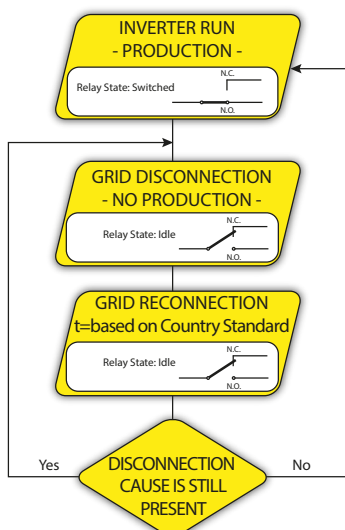 INVERTER RUN
- PRODUCTION -
N.C.
Relay State: Switched
N.O.
GRID DISCONNECTION
- NO PRODUCTION -
N.C.
Relay State: Idle
N.O.
GRID RECONNECTION
t=based on Country Standard
N.C.
Relay State: Idle
N.O.
Yes
DISCONNECTION
No
CAUSE IS STILL
PRESENT